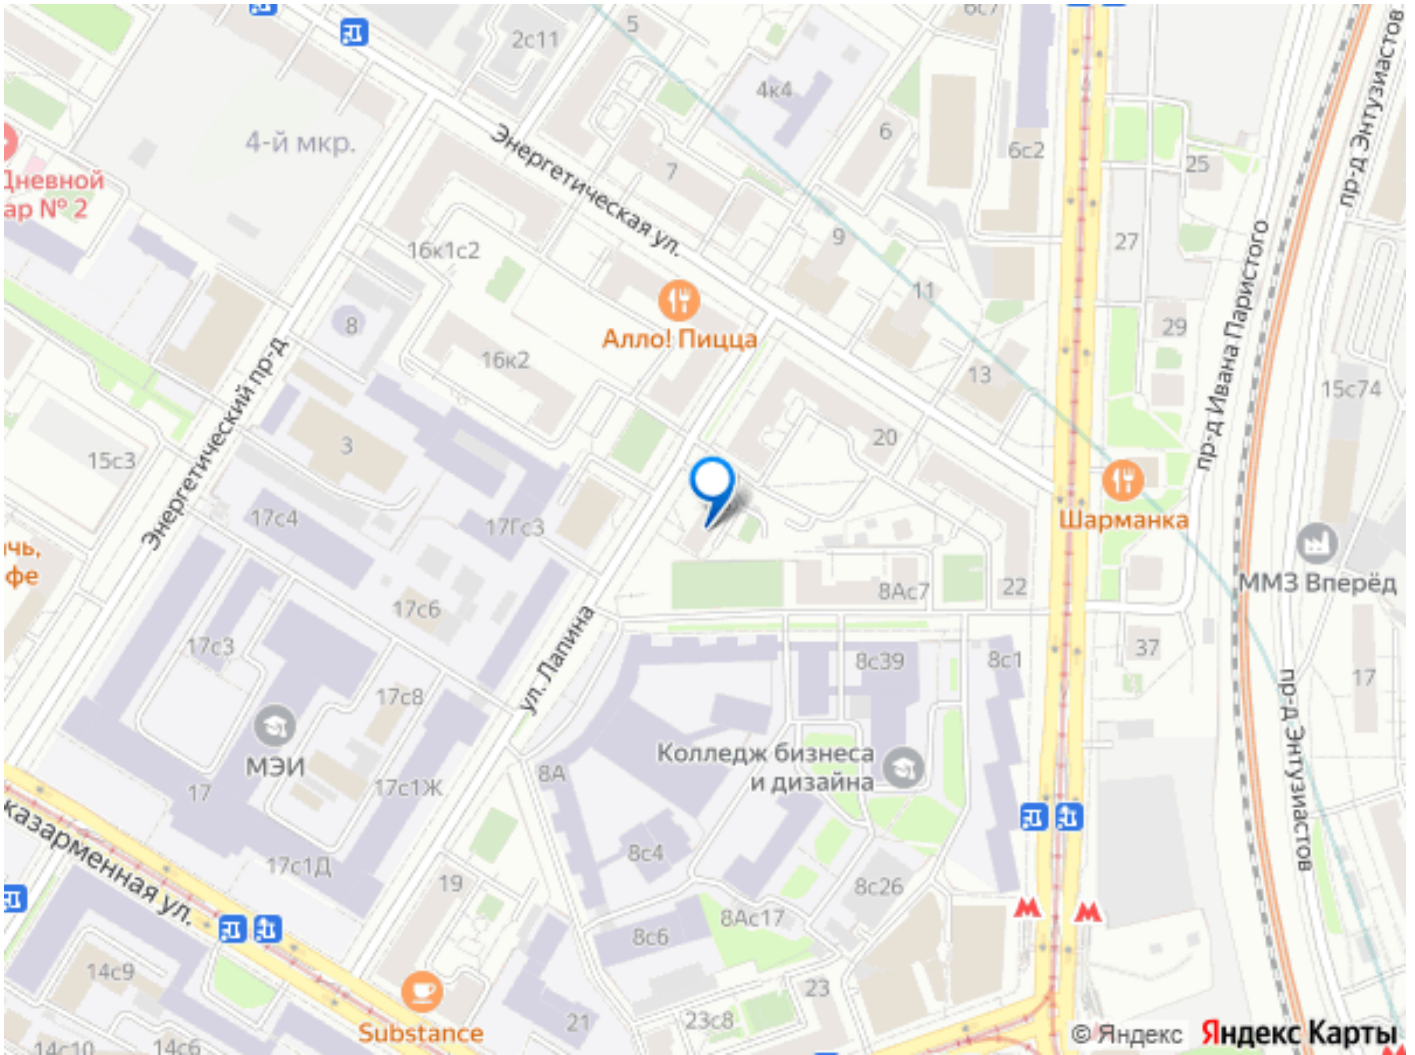 6с7
5
2с11
4к4
4-й мкр.
6
6с2
25
пр-д Энтузиастов
Энергетическая ул.
7
Дневной
ар № 2
9
27
16к1с2
11
8
29
пр-д Ивана Паристого
Алло! Пицца
16к2
13
15с74
Энергетический пр-д
3
20
15с3
Шарманка
17с4
17Гс3
ММЗ Вперёд
чь,
фе
17с6
8Ас7
22
ул. Лапина
17с3
8с39
8с1
37
17
17с8
пр-д Энтузиастов
МЭИ
Колледж бизнеса
и дизайна
17
17с1Ж
8А
казарменная ул.
17с1Д
8с4
19
8с26
8Ас17
8с6
14с9
23
Substance
21
23с8
14с10
14с6
© Яндекс Яндекс Карты